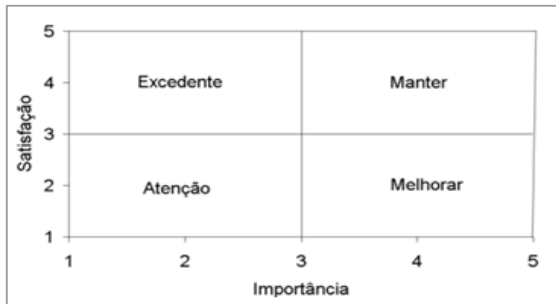 5
Excedente
Manter
4
Satisfação
3
Atenção
Melhorar
2
1
1
2
3
4
5
Importância